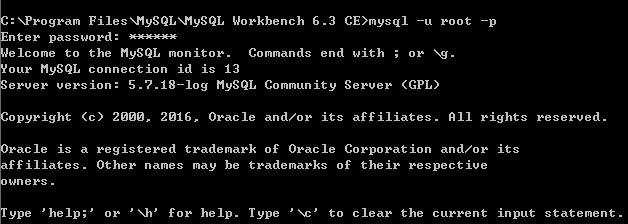 C:\Program Files\MySQL\MySQL Workbench 6.3 CE>mysql -u root -p
Enter password: ******
Welcome to the MySQL monitor.  Commands end with ; or \g.
Your MySQL connection id is 13
Server version: 5.7.18-log MySQL Community Server (GPL)
Copyright (c) 2000, 2016, Oracle and/or its affiliates. All rights reserved.
Oracle is a registered trademark of Oracle Corporation and/or its
affiliates. Other names may be trademarks of their respective
owners.
Type 'help;' or '\h' for help. Type '\c' to clear the current input statement.